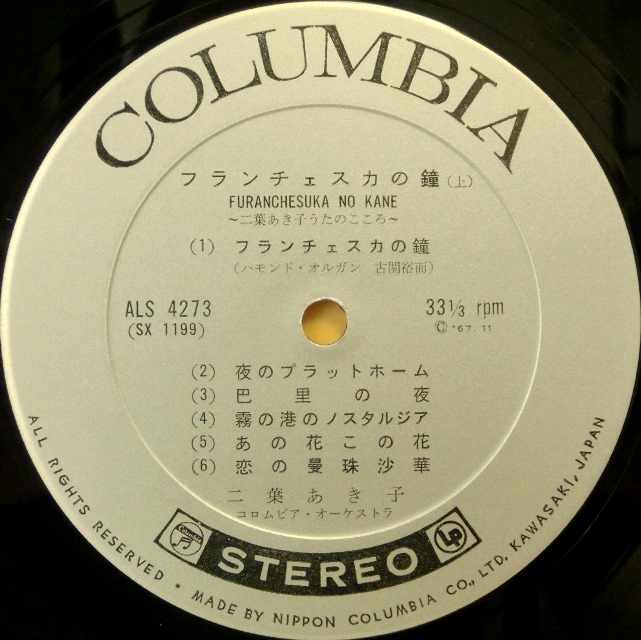 COLUMBIA
フランチェスカの鐘(上)
FURANCHESUKA NO KANE
~二葉あき子うたのこころ~
(1) フランチェスカの鐘
(ハモンド・オルガン 古関裕而)
ALS 4273
(SX 1199)
33 1/3 rpm
© '67. 11
(2) 夜のプラットホーム
(3) 巴里の夜
(4) 霧の港のノスタルジア
(5) あの花この花
(6) 恋の曼珠沙華
二葉あき子
コロムビア・オーケストラ
Columbia
STEREO
LP
ALL RIGHTS RESERVED • MADE BY NIPPON COLUMBIA CO., LTD. KAWASAKI, JAPAN